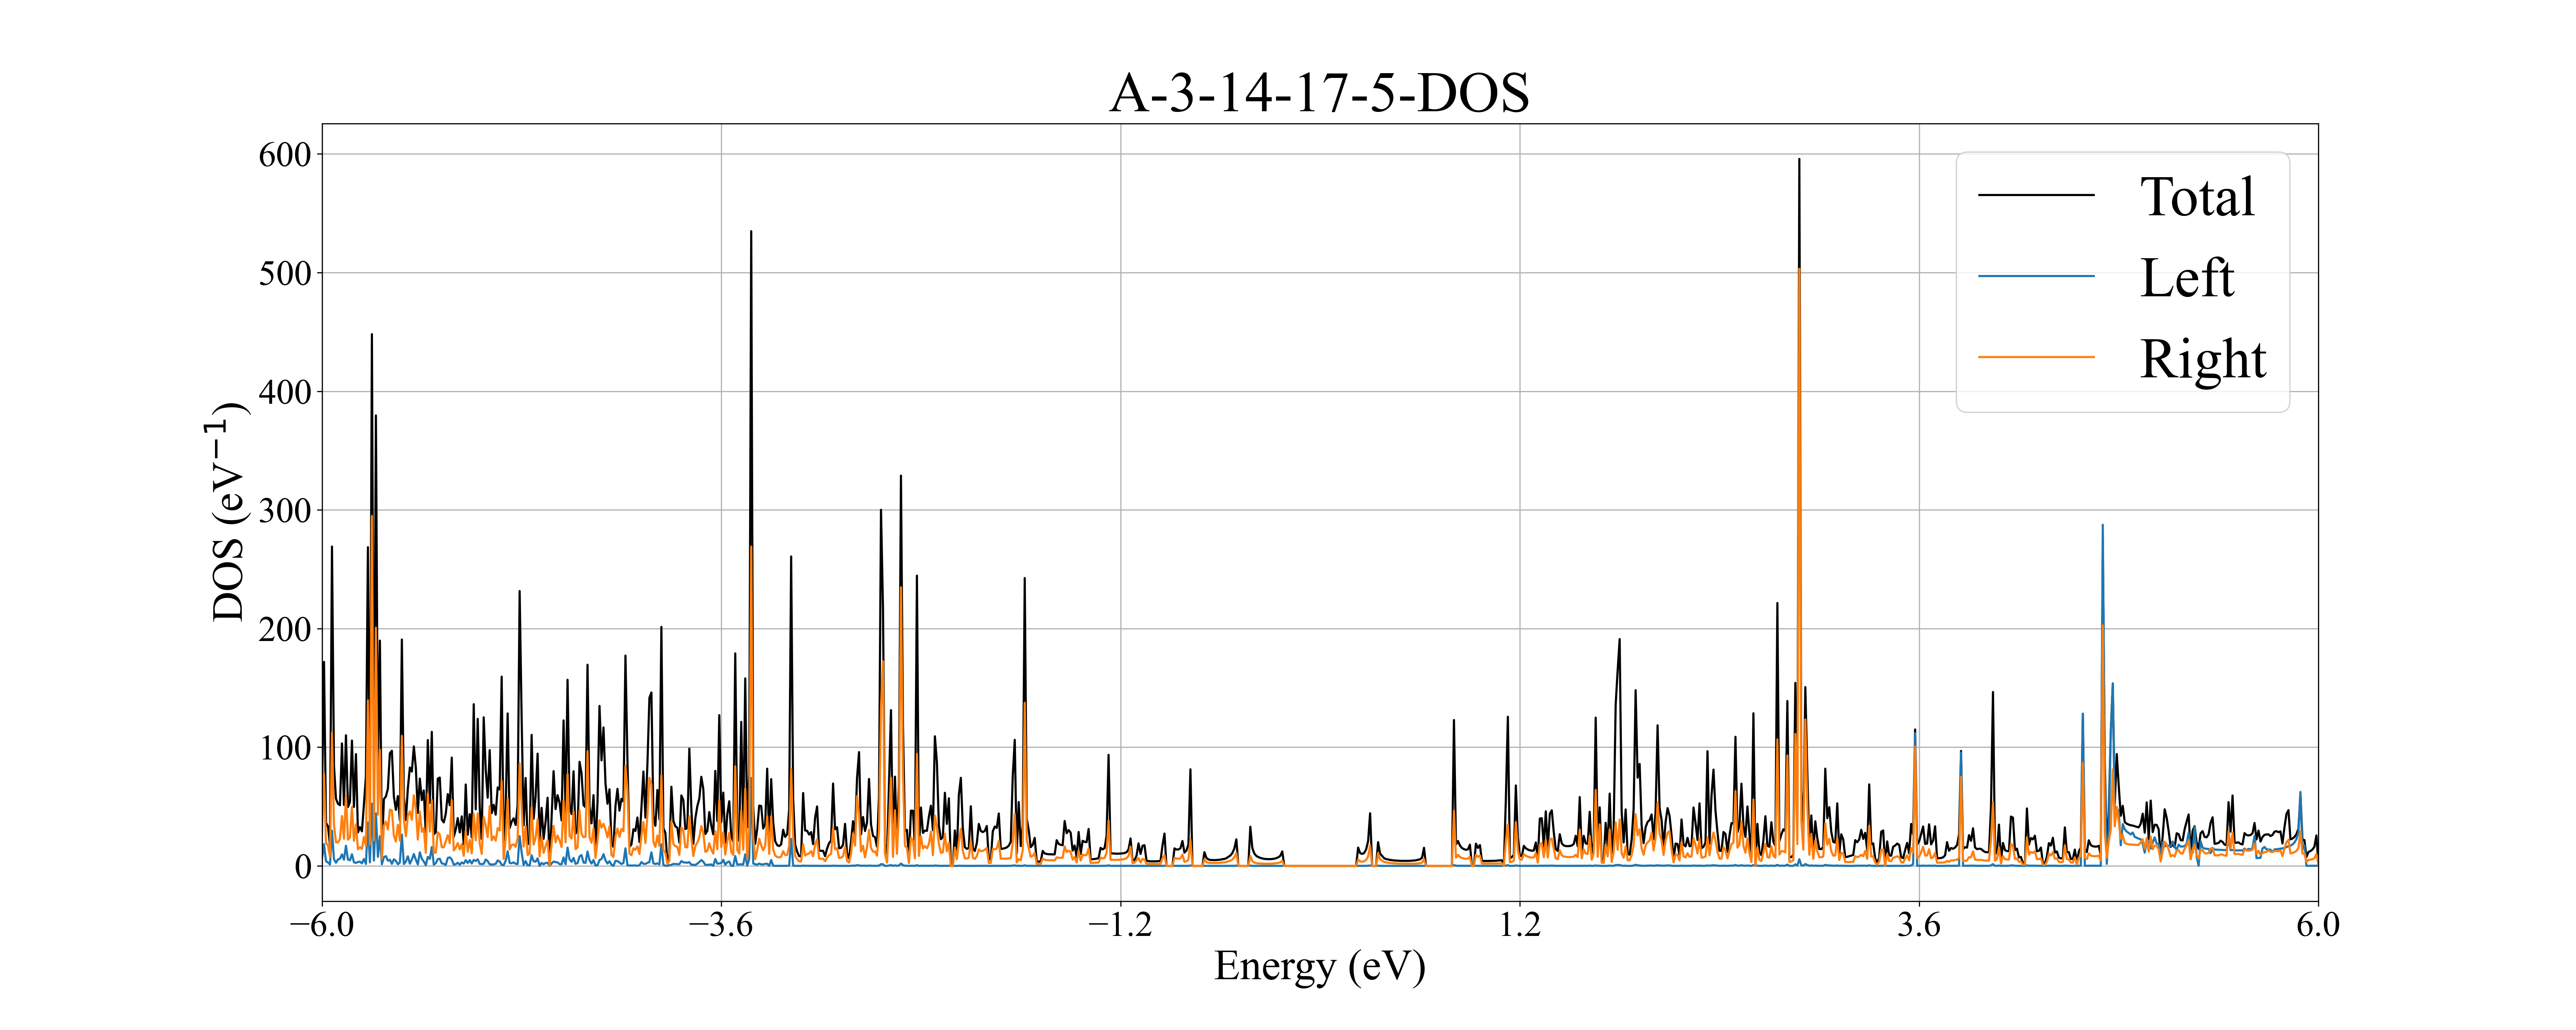 A-3-14-17-5-DOS
600
500
400
300
200
100
0
DOS (eV⁻¹)
Total
Left
Right
−6.0 −3.6 −1.2 1.2 3.6 6.0
Energy (eV)